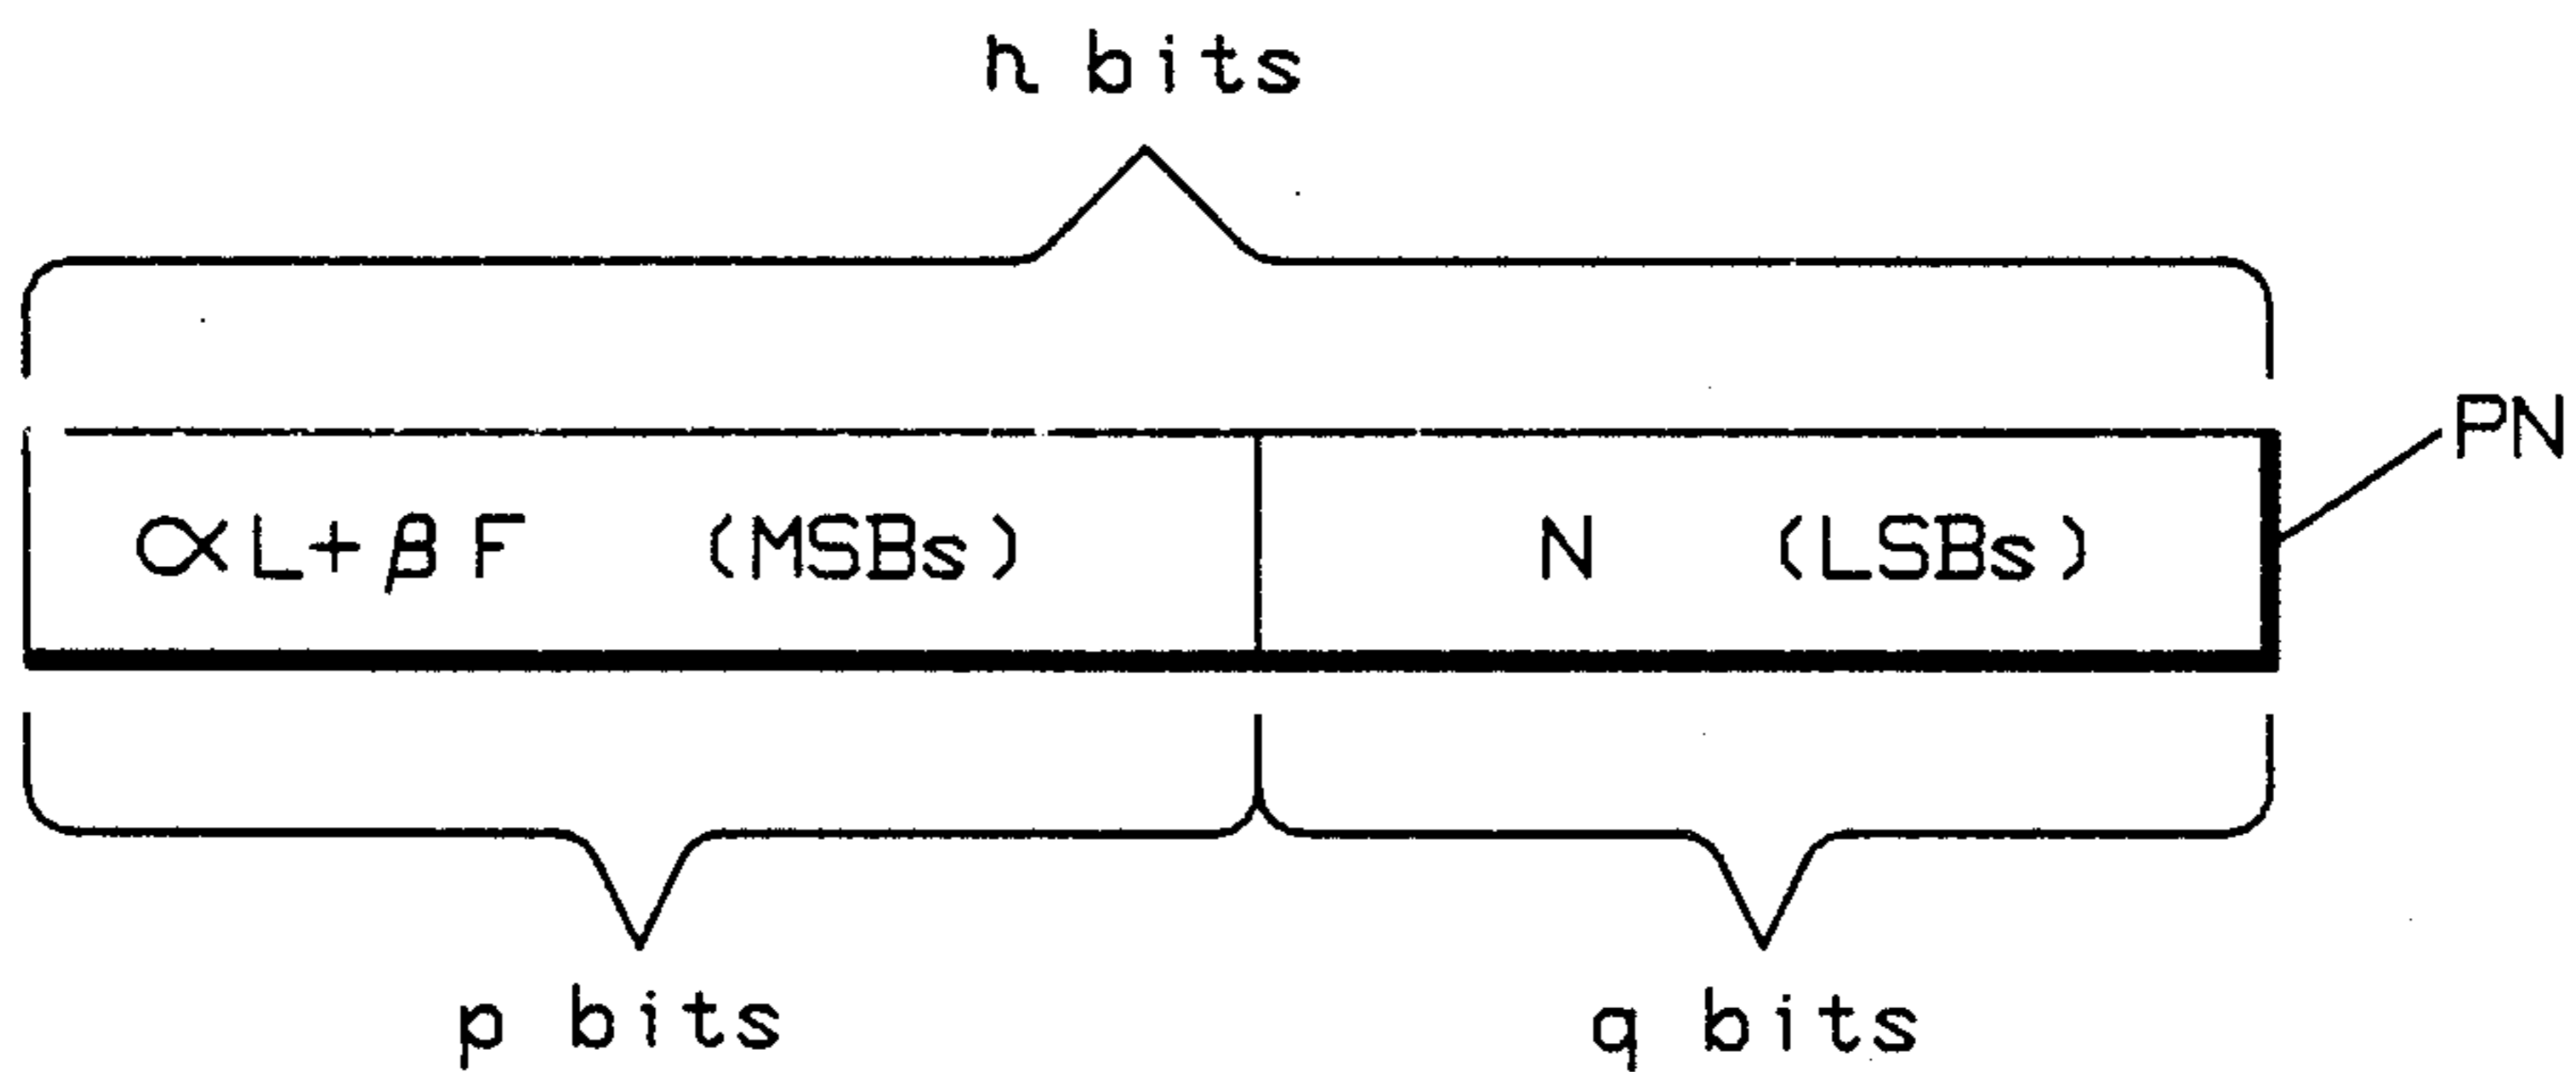 n bits
PN
αL+βF (MSBs) N (LSBs)
p bits q bits